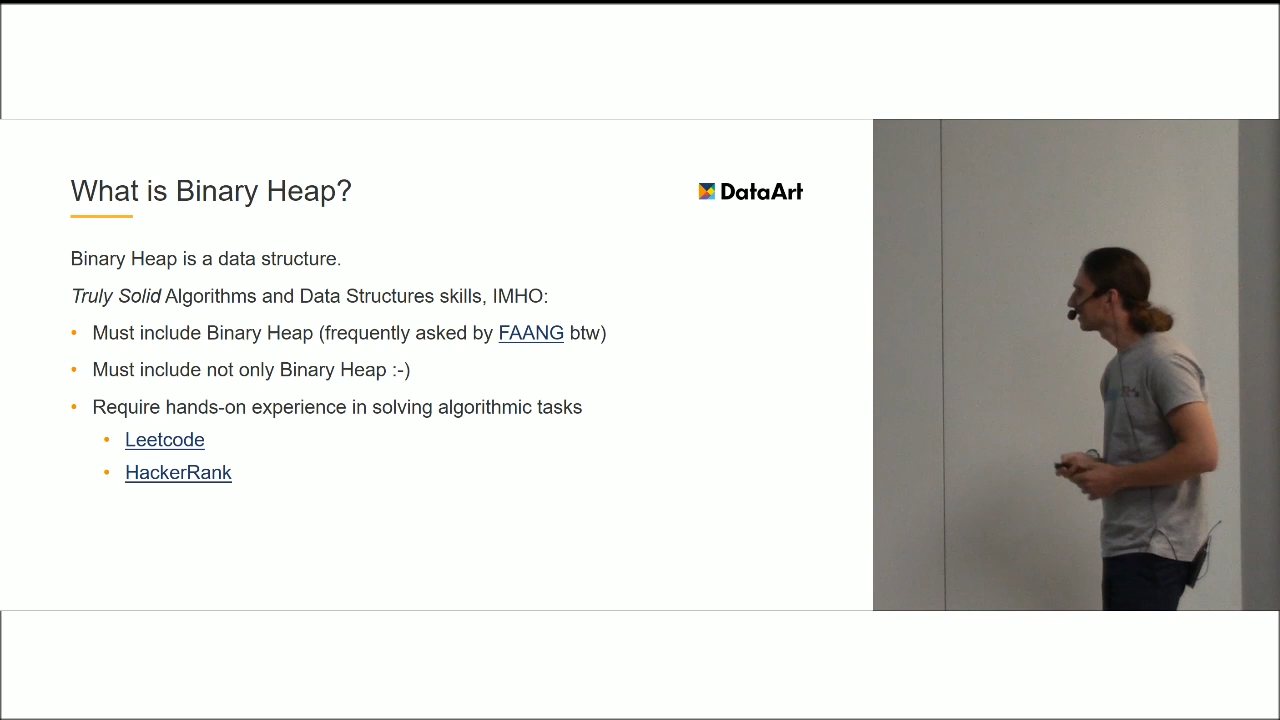 What is Binary Heap?
DataArt
Binary Heap is a data structure.
Truly Solid Algorithms and Data Structures skills, IMHO:
• Must include Binary Heap (frequently asked by FAANG btw)
• Must include not only Binary Heap :-)
• Require hands-on experience in solving algorithmic tasks
• Leetcode
• HackerRank